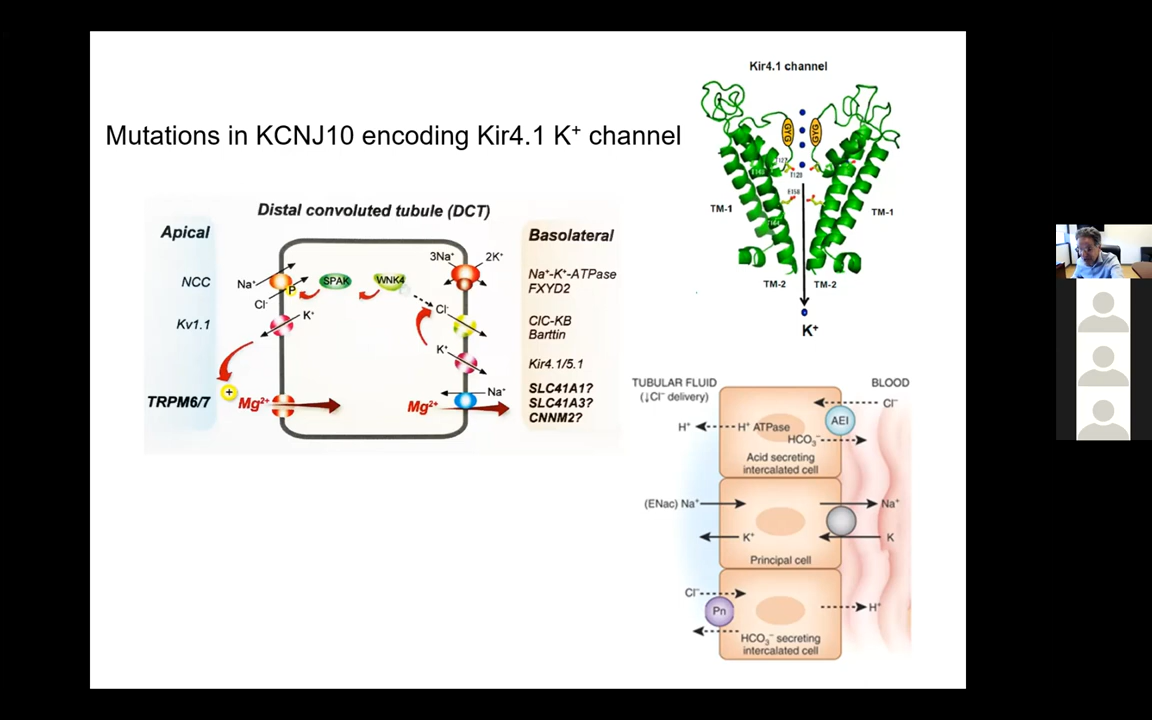 Mutations in KCNJ10 encoding Kir4.1 K⁺ channel
Distal convoluted tubule (DCT)
Apical
NCC
Kv1.1
TRPM6/7
Na⁺
Cl⁻
P
SPAK
WNK4
K⁺
+
Mg²⁺
3Na⁺
2K⁺
Cl⁻
K⁺
Na⁺
Mg²⁺
Basolateral
Na⁺-K⁺-ATPase
FXYD2
ClC-KB
Barttin
Kir4.1/5.1
SLC41A1?
SLC41A3?
CNNM2?
Kir4.1 channel
GYG
GYG
T128
E158
TM-1
TM-1
TM-2
TM-2
K⁺
TUBULAR FLUID
(↓Cl⁻ delivery)
BLOOD
Cl⁻
AEI
H⁺
H⁺ ATPase
HCO₃⁻
Acid secreting
intercalated cell
(ENac) Na⁺
Na⁺
K⁺
K
Principal cell
Cl⁻
Pn
H⁺
HCO₃⁻ secreting
intercalated cell